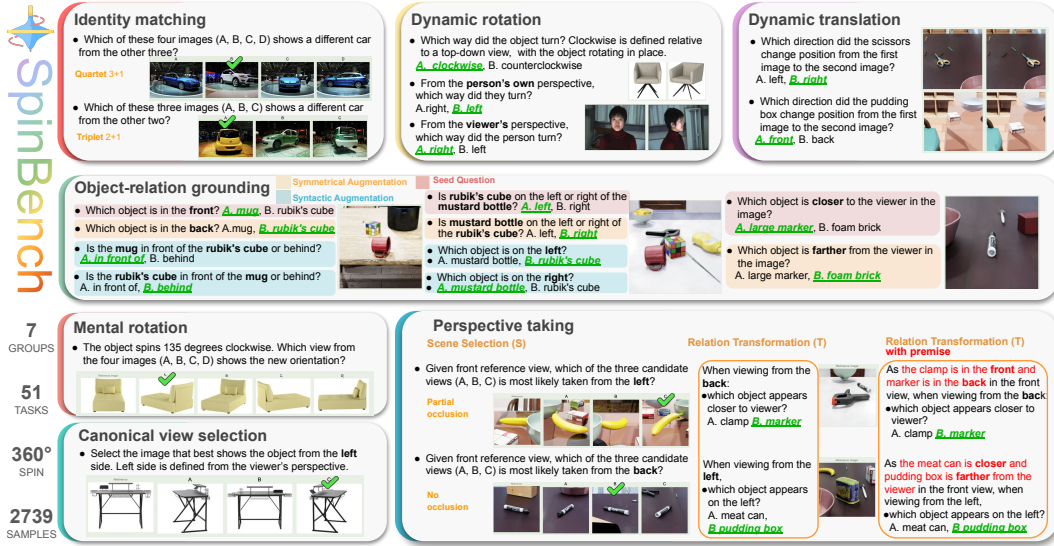 SpinBench
7
GROUPS
51
TASKS
360°
SPIN
2739
SAMPLES
Identity matching
● Which of these four images (A, B, C, D) shows a different car
from the other three?
Quartet 3+1
● Which of these three images (A, B, C) shows a different car
from the other two?
Triplet 2+1
Dynamic rotation
● Which way did the object turn? Clockwise is defined relative
to a top-down view, with the object rotating in place.
A. clockwise, B. counterclockwise
● From the person's own perspective,
which way did they turn?
A.right, B. left
● From the viewer's perspective,
which way did the person turn?
A. right, B. left
Dynamic translation
● Which direction did the scissors
change position from the first
image to the second image?
A. left, B. right
● Which direction did the pudding
box change position from the first
image to the second image?
A. front, B. back
Object-relation grounding
Symmetrical Augmentation
Seed Question
Syntactic Augmentation
● Which object is in the front? A. mug, B. rubik's cube
● Which object is in the back? A.mug, B. rubik's cube
● Is the mug in front of the rubik's cube or behind?
A. in front of, B. behind
● Is the rubik's cube in front of the mug or behind?
A. in front of, B. behind
● Is rubik's cube on the left or right of the
mustard bottle? A. left, B. right
● Is mustard bottle on the left or right of
the rubik's cube? A. left, B. right
● Which object is on the left?
● A. mustard bottle, B. rubik's cube
● Which object is on the right?
● A. mustard bottle, B. rubik's cube
● Which object is closer to the viewer in the
image?
A. large marker, B. foam brick
● Which object is farther from the viewer in
the image?
A. large marker, B. foam brick
Mental rotation
● The object spins 135 degrees clockwise. Which view from
the four images (A, B, C, D) shows the new orientation?
Canonical view selection
● Select the image that best shows the object from the left
side. Left side is defined from the viewer's perspective.
Perspective taking
Scene Selection (S)
● Given front reference view, which of the three candidate
views (A, B, C) is most likely taken from the left?
Partial
occlusion
● Given front reference view, which of the three candidate
views (A, B, C) is most likely taken from the back?
No
occlusion
Relation Transformation (T)
When viewing from the
back:
●which object appears
closer to viewer?
A. clamp B. marker
When viewing from the
left,
●which object appears
on the left?
A. meat can,
B pudding box
Relation Transformation (T)
with premise
As the clamp is in the front and
marker is in the back in the front
view, when viewing from the back:
●which object appears closer to
viewer?
A. clamp B. marker
As the meat can is closer and
pudding box is farther from the
viewer in the front view, when
viewing from the left,
●which object appears on the left?
A. meat can, B pudding box